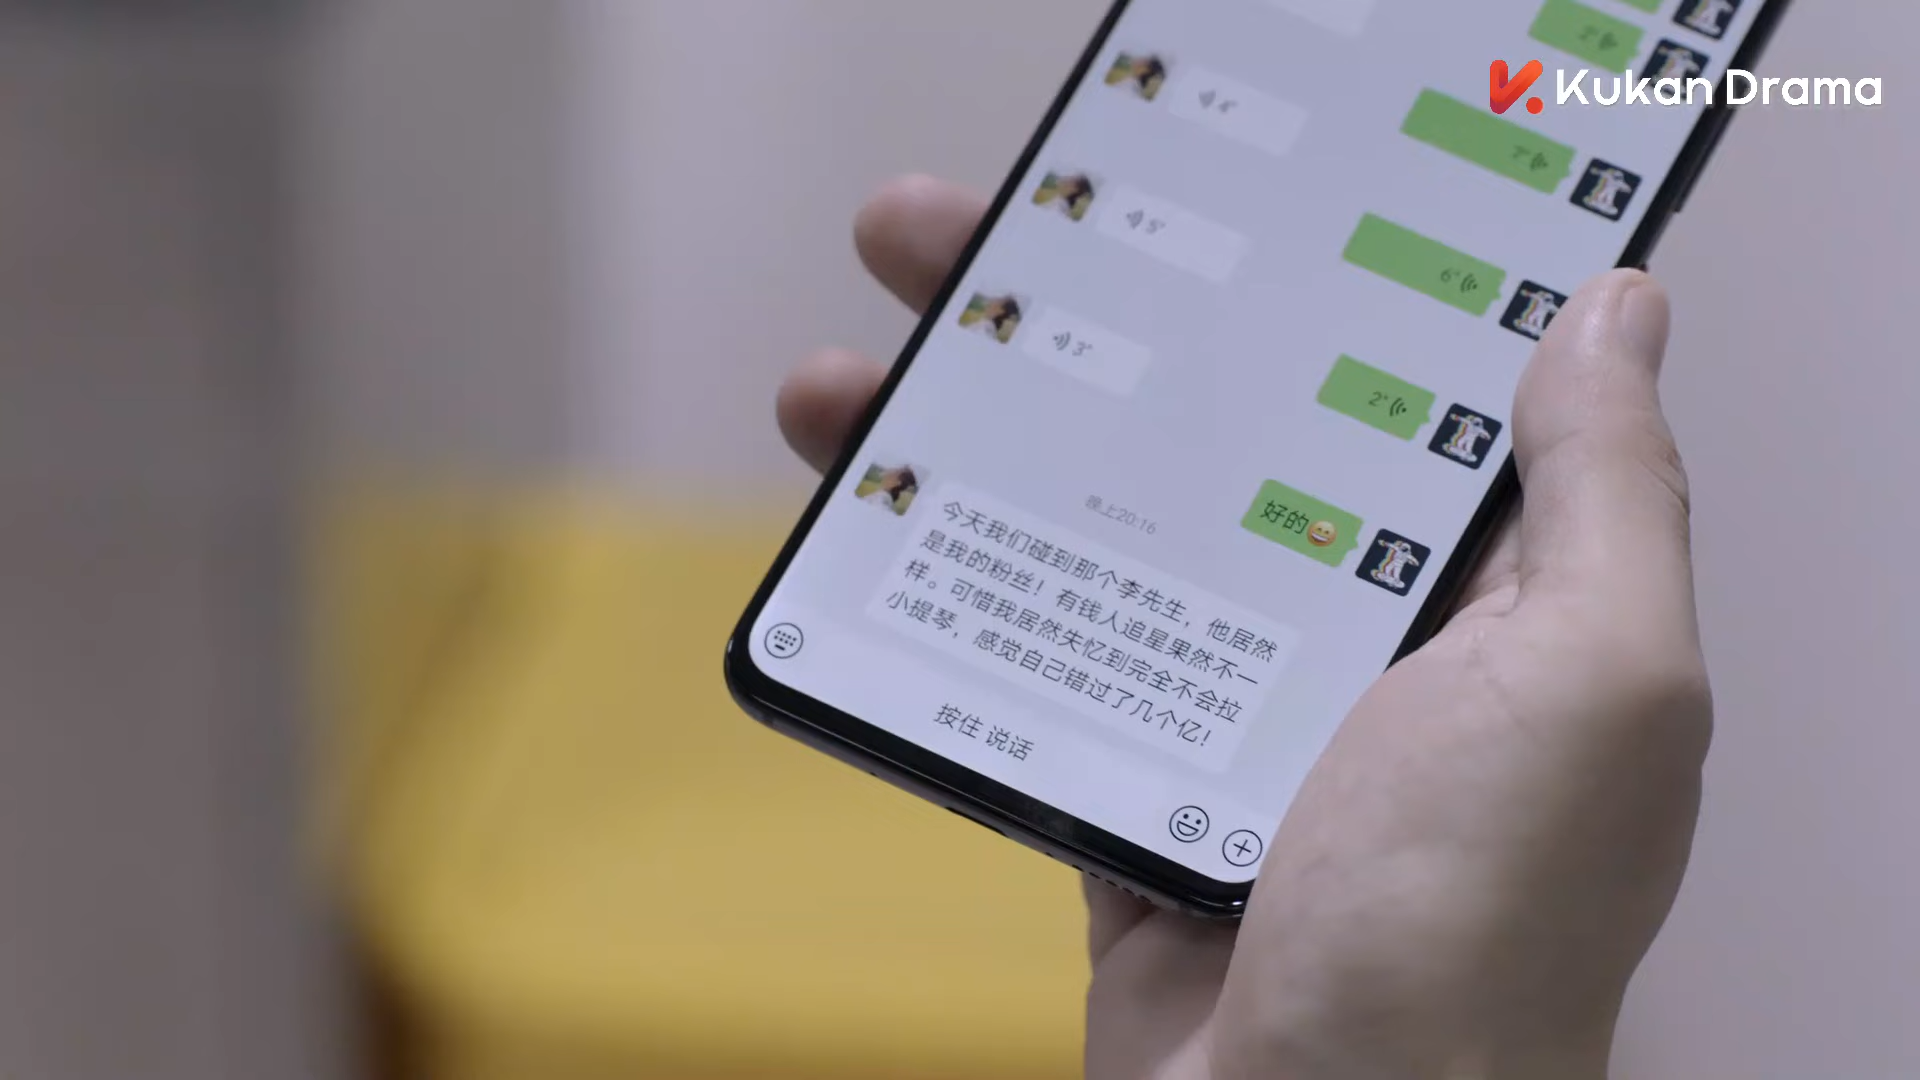 Kukan Drama
2"
4"
7"
5"
6"
3"
2"
好的
晚上20:16
今天我们碰到那个李先生，他居然
是我的粉丝！有钱人追星果然不一
样。可惜我居然失忆到完全不会拉
小提琴，感觉自己错过了几个亿！
按住 说话